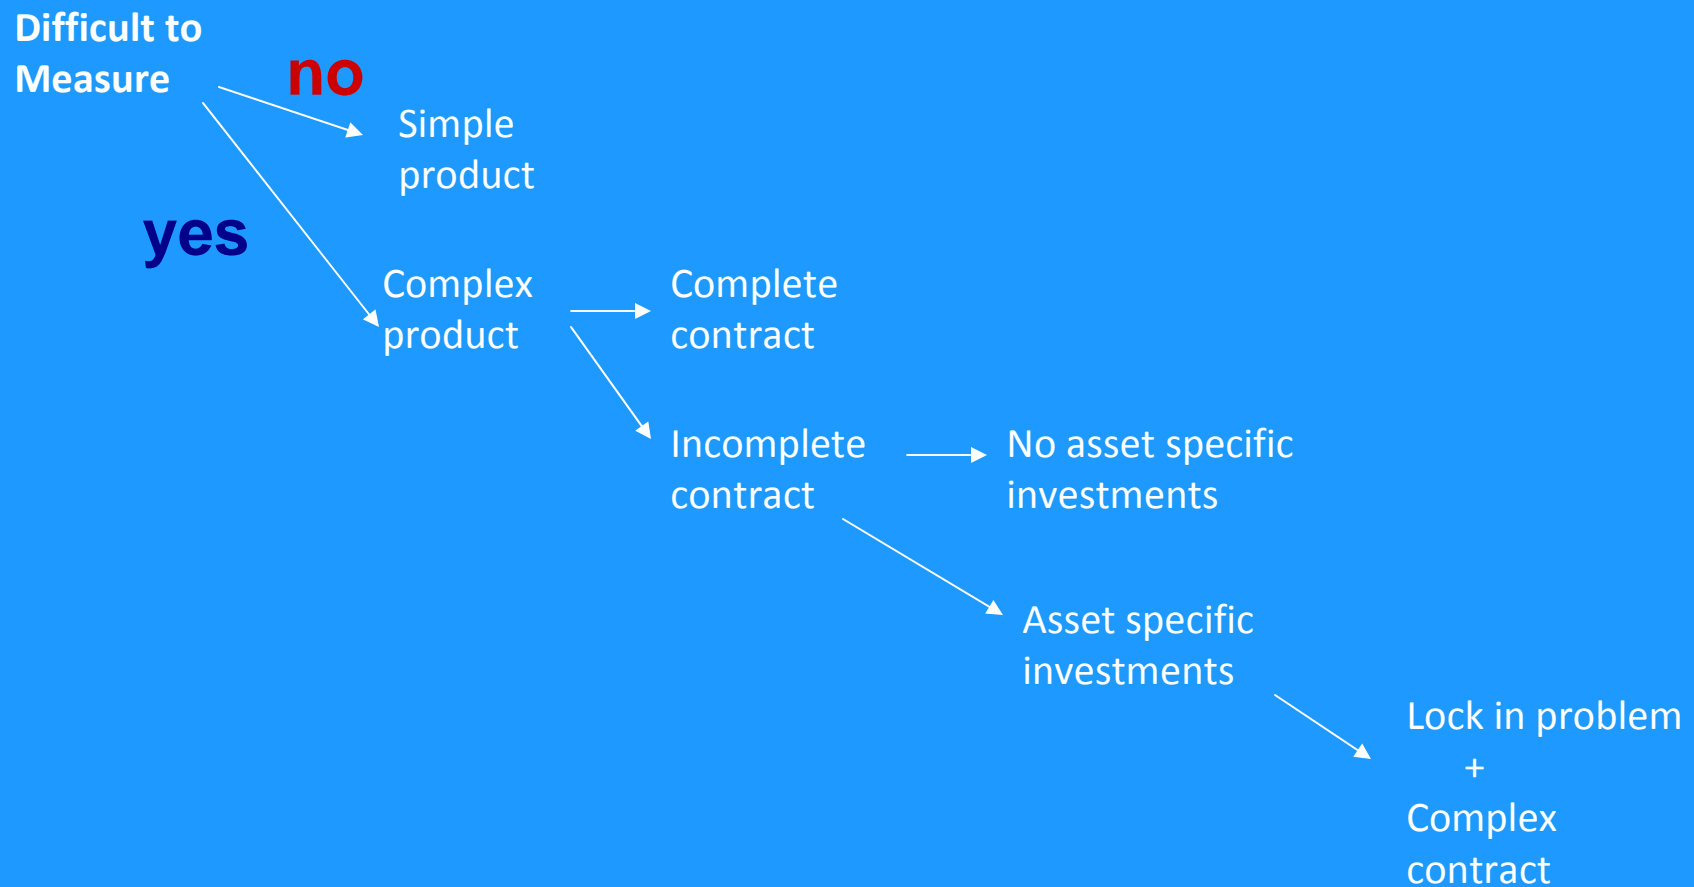 Difficult to
Measure
no
Simple
product
yes
Complex
product
Complete
contract
Incomplete
contract
No asset specific
investments
Asset specific
investments
Lock in problem
+
Complex
contract